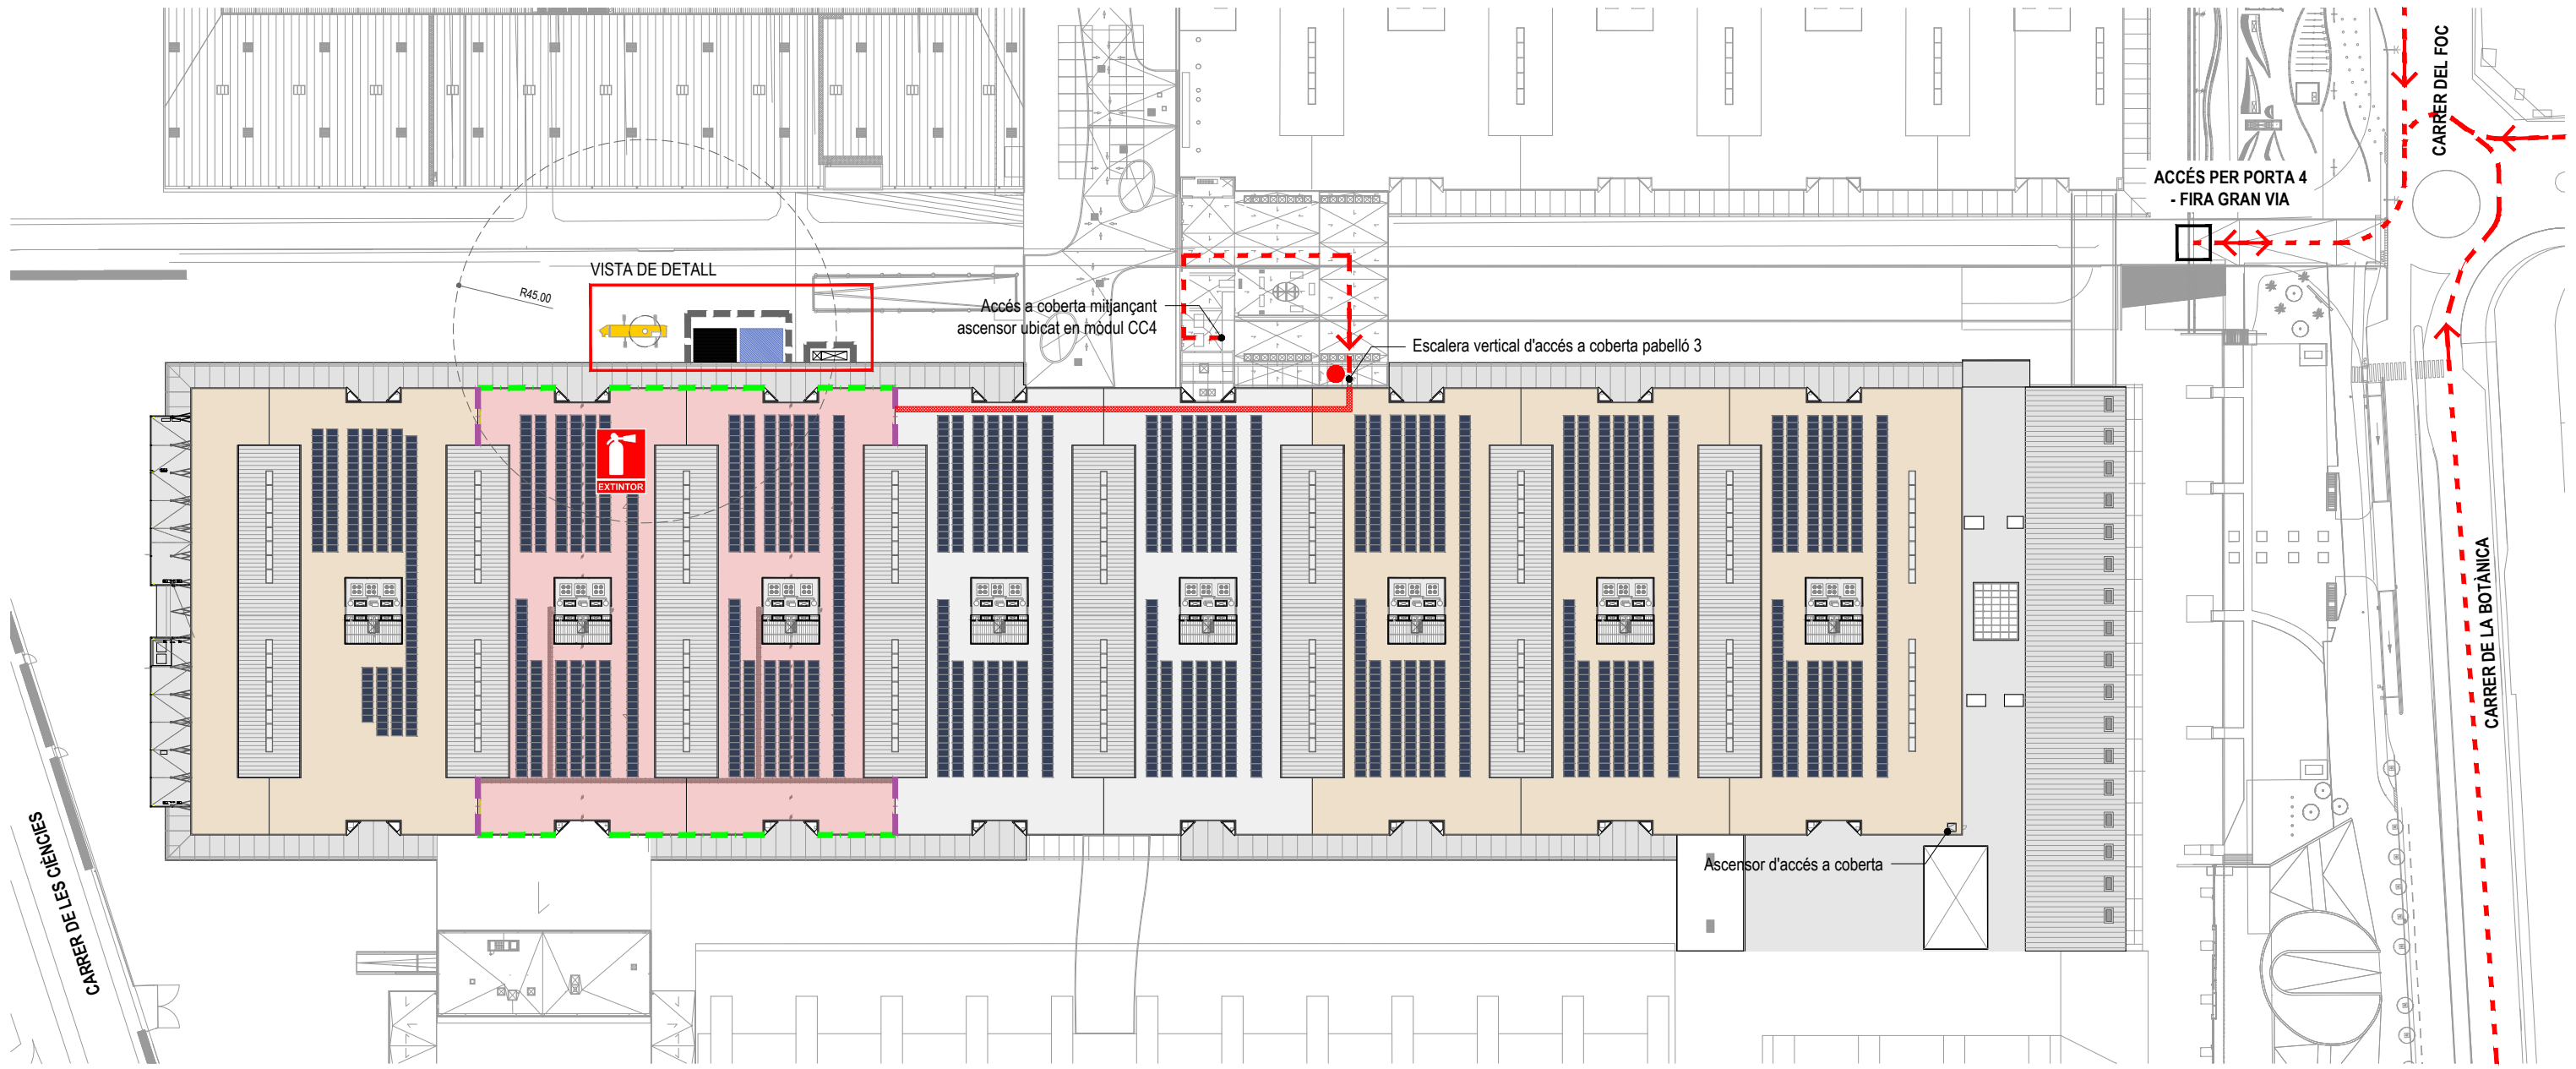 CARRER DEL FOC
ACCÉS PER PORTA 4
- FIRA GRAN VIA
VISTA DE DETALL
R45.00
Accés a coberta mitjançant
ascensor ubicat en mòdul CC4
Escalera vertical d'accés a coberta pabelló 3
EXTINTOR
CARRER DE LA BOTÀNICA
CARRER DE LES CIÈNCIES
Ascensor d'accés a coberta